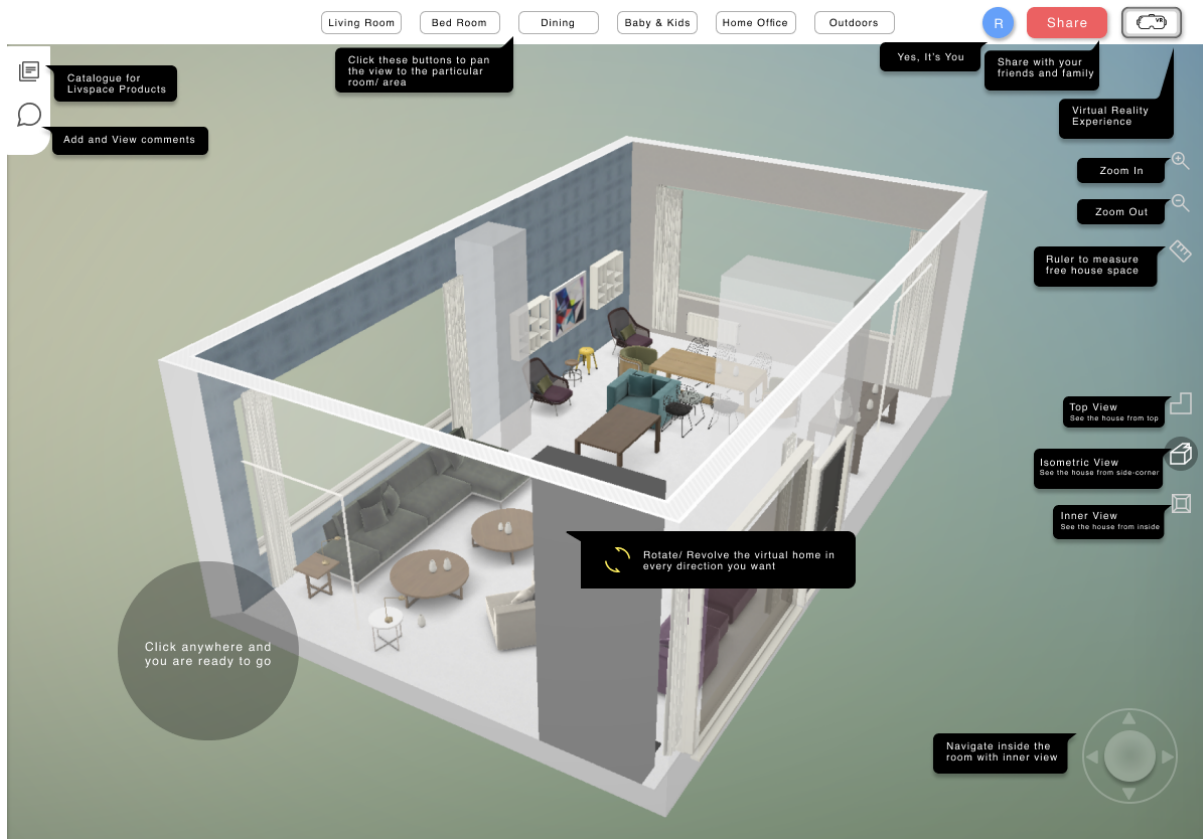 Living Room
Bed Room
Dining
Baby & Kids
Home Office
Outdoors
R
Share
VR
Click these buttons to pan
the view to the particular
room/ area
Yes, It's You
Share with your
friends and family
Catalogue for
Livspace Products
Virtual Reality
Experience
Add and View comments
Zoom In
Zoom Out
Ruler to measure
free house space
Top View
See the house from top
Isometric View
See the house from side-corner
Inner View
See the house from inside
Rotate/ Revolve the virtual home in
every direction you want
Click anywhere and
you are ready to go
Navigate inside the
room with inner view